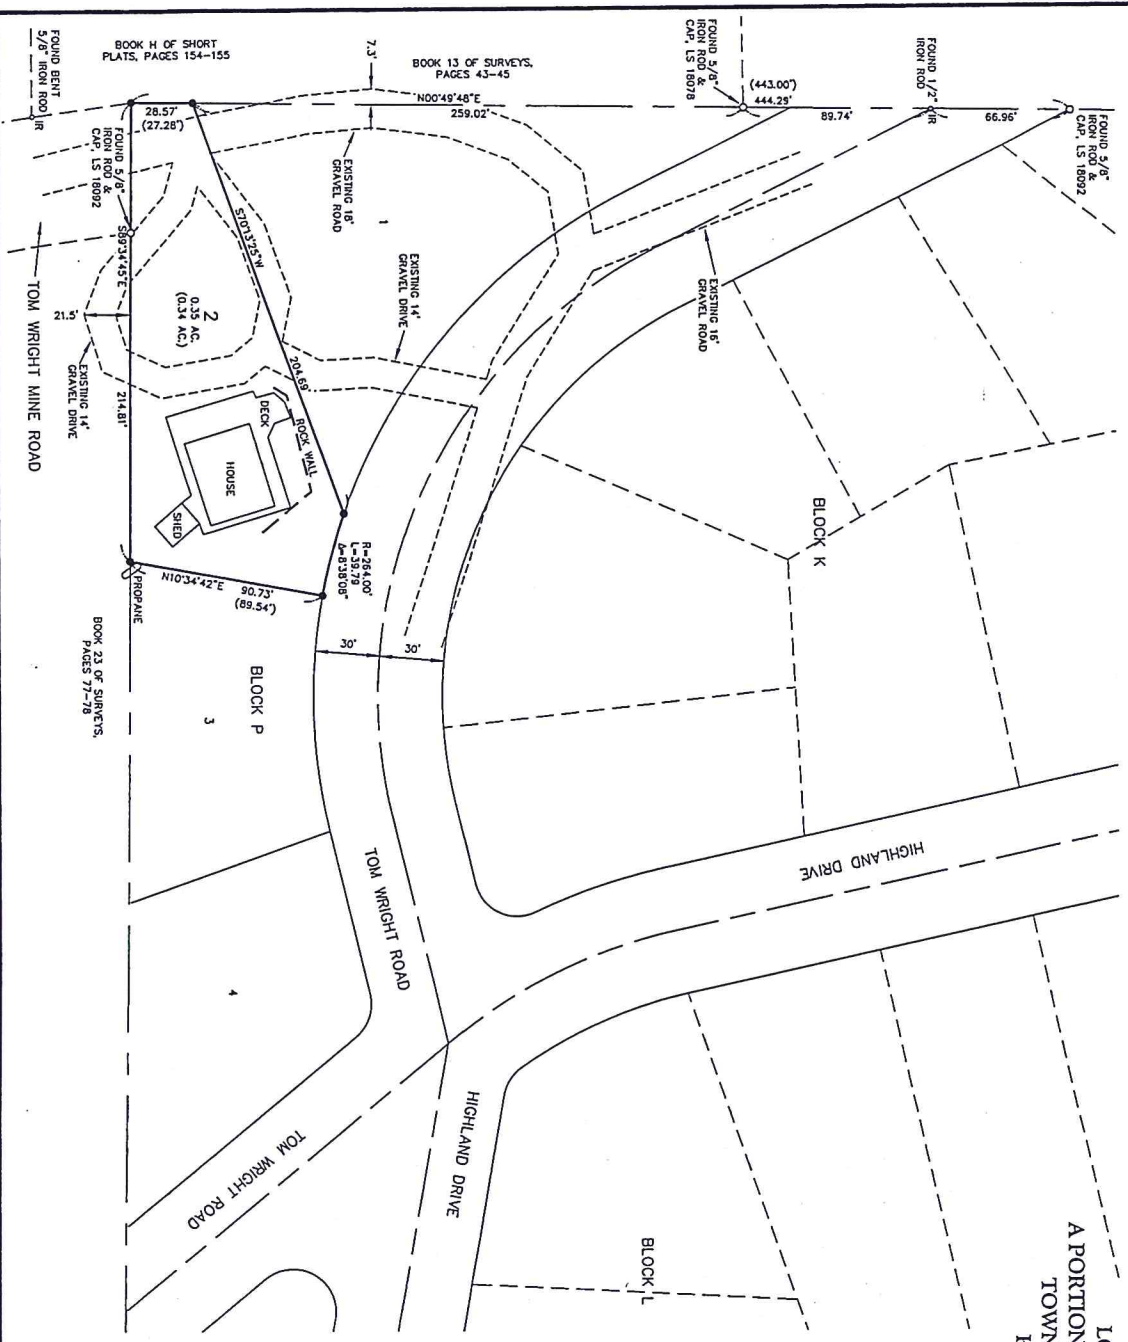 BOOK H OF SHORT
PLATS, PAGES 154-155
FOUND BENT
5/8" IRON ROD
IR
28.57'
(27.28')
FOUND 5/8"
IRON ROD &
CAP, LS 18092
7.3'
BOOK 13 OF SURVEYS,
PAGES 43-45
N00°49'48"E
259.02'
FOUND 5/8"
IRON ROD &
CAP, LS 18078
(443.00')
444.29'
89.74'
FOUND 1/2"
IRON ROD
IR
66.96'
FOUND 5/8"
IRON ROD &
CAP, LS 18092
EXISTING 18'
GRAVEL ROAD
1
EXISTING 14'
GRAVEL DRIVE
EXISTING 16'
GRAVEL ROAD
S70°13'25"W
204.69'
S89°34'45"E
214.81'
2
0.35 AC.
(0.34 AC.)
21.5'
EXISTING 14'
GRAVEL DRIVE
TOM WRIGHT MINE ROAD
DECK
ROCK WALL
HOUSE
SHED
R=264.00'
L=39.79
Δ=8°38'08"
N10°34'42"E
90.73'
(89.54')
PROPANE
BOOK 23 OF SURVEYS,
PAGES 77-78
30'
30'
BLOCK P
3
BLOCK K
HIGHLAND DRIVE
TOM WRIGHT ROAD
4
TOM WRIGHT ROAD
HIGHLAND DRIVE
BLOCK L
A PORTION
TOWN